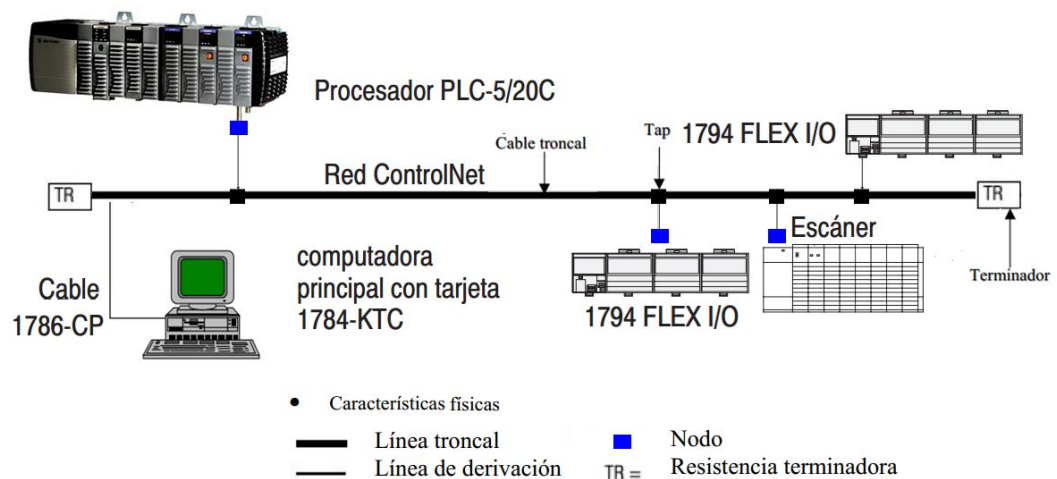 Procesador PLC-5/20C
1794 FLEX I/O
Tap
Cable troncal
Red ControlNet
TR
TR
Escáner
Terminador
Cable
1786-CP
computadora
principal con tarjeta
1784-KTC
1794 FLEX I/O
• Características físicas
Línea troncal
Nodo
Línea de derivación
TR = Resistencia terminadora